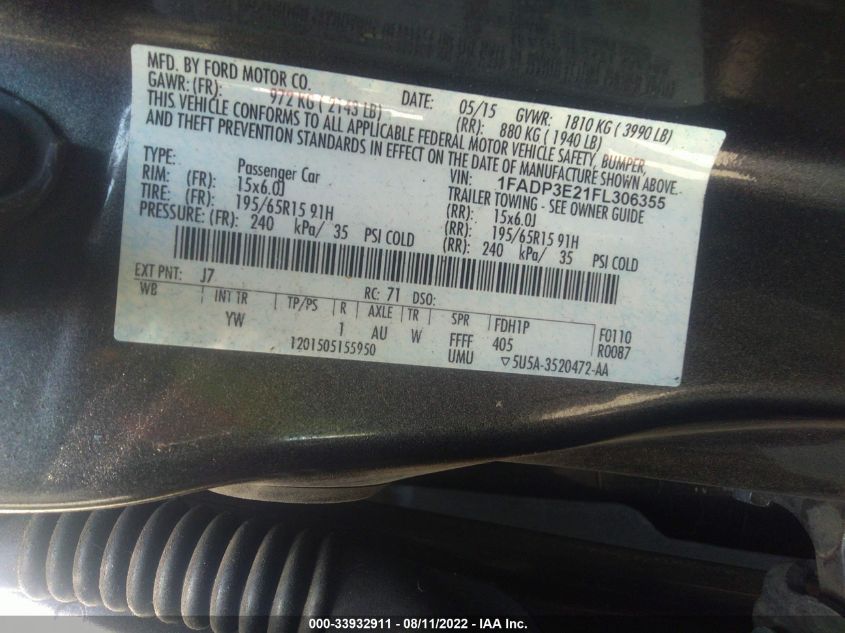 MFD. BY FORD MOTOR CO.
DATE: 05/15 GVWR: 1810 KG ( 3990 LB)
GAWR: (FR): 972 KG ( 2143 LB) (RR): 880 KG ( 1940 LB)
THIS VEHICLE CONFORMS TO ALL APPLICABLE FEDERAL MOTOR VEHICLE SAFETY, BUMPER,
AND THEFT PREVENTION STANDARDS IN EFFECT ON THE DATE OF MANUFACTURE SHOWN ABOVE.
VIN: 1FADP3E21FL306355
TYPE: Passenger Car TRAILER TOWING - SEE OWNER GUIDE
RIM: (FR): 15x6.0J (RR): 15x6.0J
TIRE: (FR): 195/65R15 91H (RR): 195/65R15 91H
PRESSURE: (FR): 240 kPa/ 35 PSI COLD (RR): 240 kPa/ 35 PSI COLD
EXT PNT: J7 RC: 71 DSO:
WB INT TR TP/PS R AXLE TR SPR FDH1P F0110
YW 1 AU W FFFF 405 R0087
1201505155950 UMU ▽5U5A-3520472-AA
000-33932911 - 08/11/2022 - IAA Inc.